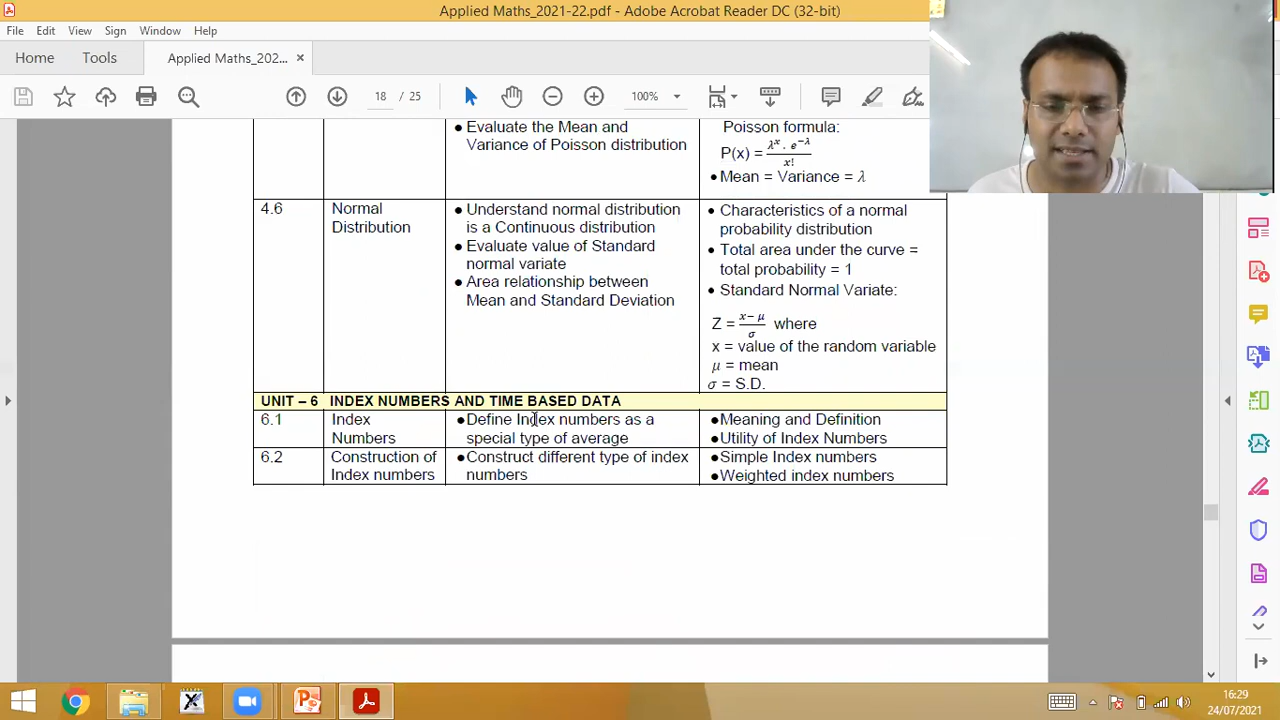 Applied Maths_2021-22.pdf - Adobe Acrobat Reader DC (32-bit)
File Edit View Sign Window Help
Home Tools Applied Maths_202... ×
18 / 25 100%
● Evaluate the Mean and
Variance of Poisson distribution
Poisson formula:
P(x) = λˣ . e⁻λ / x!
● Mean = Variance = λ
4.6
Normal
Distribution
● Understand normal distribution
is a Continuous distribution
● Evaluate value of Standard
normal variate
● Area relationship between
Mean and Standard Deviation
● Characteristics of a normal
probability distribution
● Total area under the curve =
total probability = 1
● Standard Normal Variate:
Z = x− μ / σ where
x = value of the random variable
μ = mean
σ = S.D.
UNIT – 6 INDEX NUMBERS AND TIME BASED DATA
6.1
Index
Numbers
●Define Index numbers as a
special type of average
●Meaning and Definition
●Utility of Index Numbers
6.2
Construction of
Index numbers
●Construct different type of index
numbers
●Simple Index numbers
●Weighted index numbers
16:29
24/07/2021